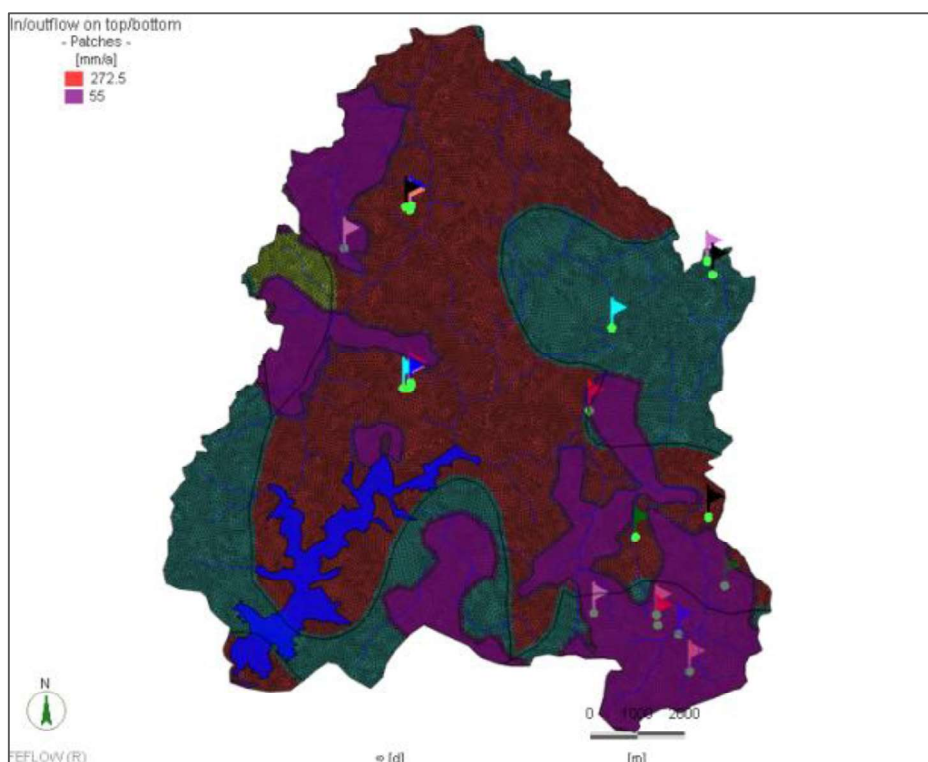 In/outflow on top/bottom
- Patches -
[mm/a]
272.5
55
N
0 1000 2000
FEFLOW (R)
[d]
[m]